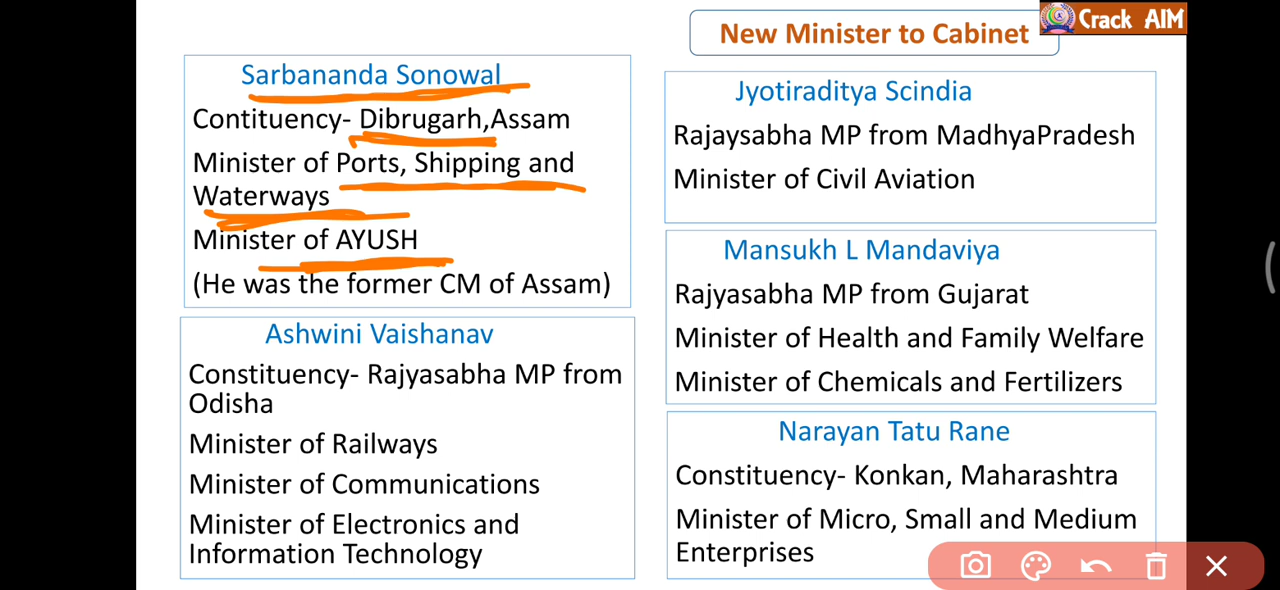 New Minister to Cabinet
Crack AIM
Sarbananda Sonowal
Contituency- Dibrugarh,Assam
Minister of Ports, Shipping and
Waterways
Minister of AYUSH
(He was the former CM of Assam)
Ashwini Vaishanav
Constituency- Rajyasabha MP from
Odisha
Minister of Railways
Minister of Communications
Minister of Electronics and
Information Technology
Jyotiraditya Scindia
Rajaysabha MP from MadhyaPradesh
Minister of Civil Aviation
Mansukh L Mandaviya
Rajyasabha MP from Gujarat
Minister of Health and Family Welfare
Minister of Chemicals and Fertilizers
Narayan Tatu Rane
Constituency- Konkan, Maharashtra
Minister of Micro, Small and Medium
Enterprises